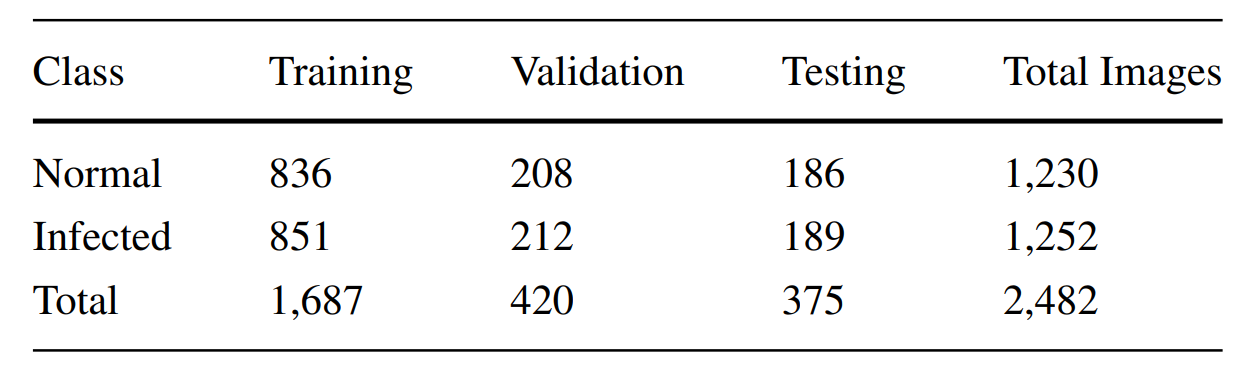 Class Training Validation Testing Total Images
Normal 836 208 186 1,230
Infected 851 212 189 1,252
Total 1,687 420 375 2,482